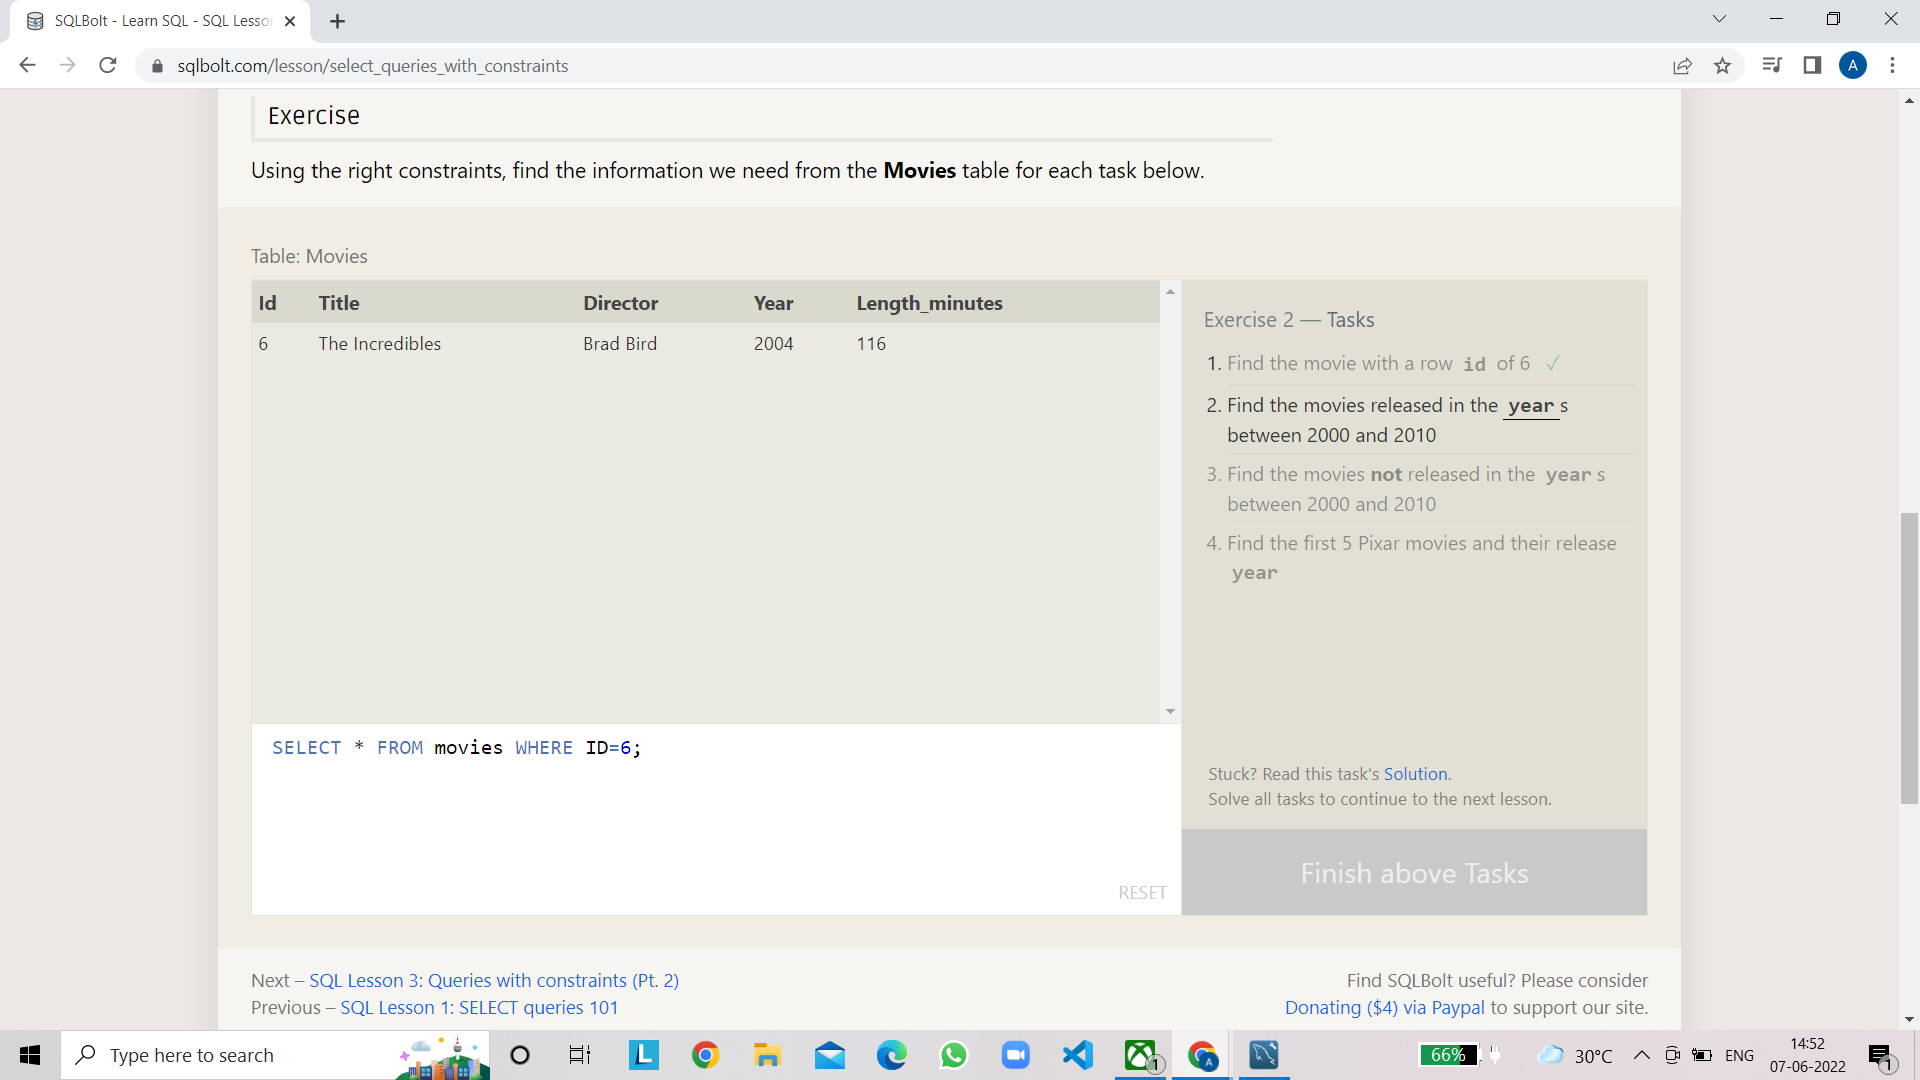 SQLBolt - Learn SQL - SQL Lesso
sqlbolt.com/lesson/select_queries_with_constraints
A
Exercise
Using the right constraints, find the information we need from the Movies table for each task below.
Table: Movies
Id Title Director Year Length_minutes
6 The Incredibles Brad Bird 2004 116
Exercise 2 — Tasks
1. Find the movie with a row id of 6 ✓
2. Find the movies released in the years
between 2000 and 2010
3. Find the movies not released in the years
between 2000 and 2010
4. Find the first 5 Pixar movies and their release
year
SELECT * FROM movies WHERE ID=6;
RESET
Stuck? Read this task's Solution.
Solve all tasks to continue to the next lesson.
Finish above Tasks
Next – SQL Lesson 3: Queries with constraints (Pt. 2)
Previous – SQL Lesson 1: SELECT queries 101
Find SQLBolt useful? Please consider
Donating ($4) via Paypal to support our site.
Type here to search
L
1
A
66%
30°C
ENG
14:52
07-06-2022
1